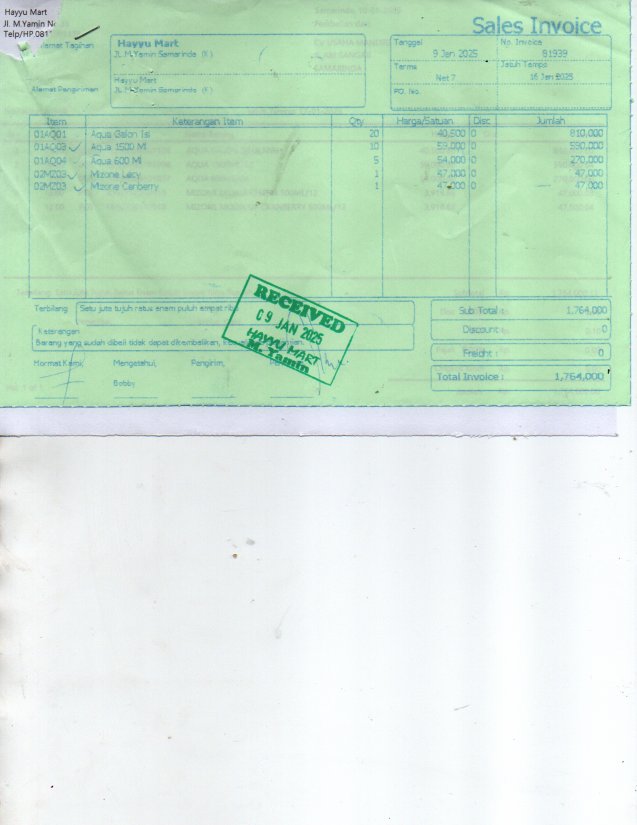 Hayyu Mart
Jl. M.Yamin No
Telp/HP.081
Sales Invoice
Alamat Tagihan
Hayyu Mart
JL. M.Yamin Samarinda (K)
Hayyu Mart
Alamat Pengiriman
JL. M.Yamin Samarinda (K)
Tanggal
9 Jan 2025
No. Invoice
81939
Terms
Net 7
Jatuh Tempo
16 Jan 2025
PO. No.
Item Keterangan Item Qty Harga/Satuan Disc Jumlah
01AQ01 Aqua Galon Isi 20 40,500 0 810,000
01AQ03 Aqua 1500 Ml 10 59,000 0 590,000
01AQ04 Aqua 600 Ml 5 54,000 0 270,000
02MZ03 Mizone Lecy 1 47,000 0 47,000
02MZ03 Mizone Canberry 1 47,000 0 47,000
Terbilang Satu juta tujuh ratus enam puluh empat
Keterangan
Barang yang sudah dibeli tidak dapat dikembalikan,
Hormat Kami, Mengetahui, Pengirim,
Bobby
RECEIVED
09 JAN 2025
HAYYU MART
M. Yamin
Sub Total : 1,764,000
Discount : 0
Freight : 0
Total Invoice : 1,764,000